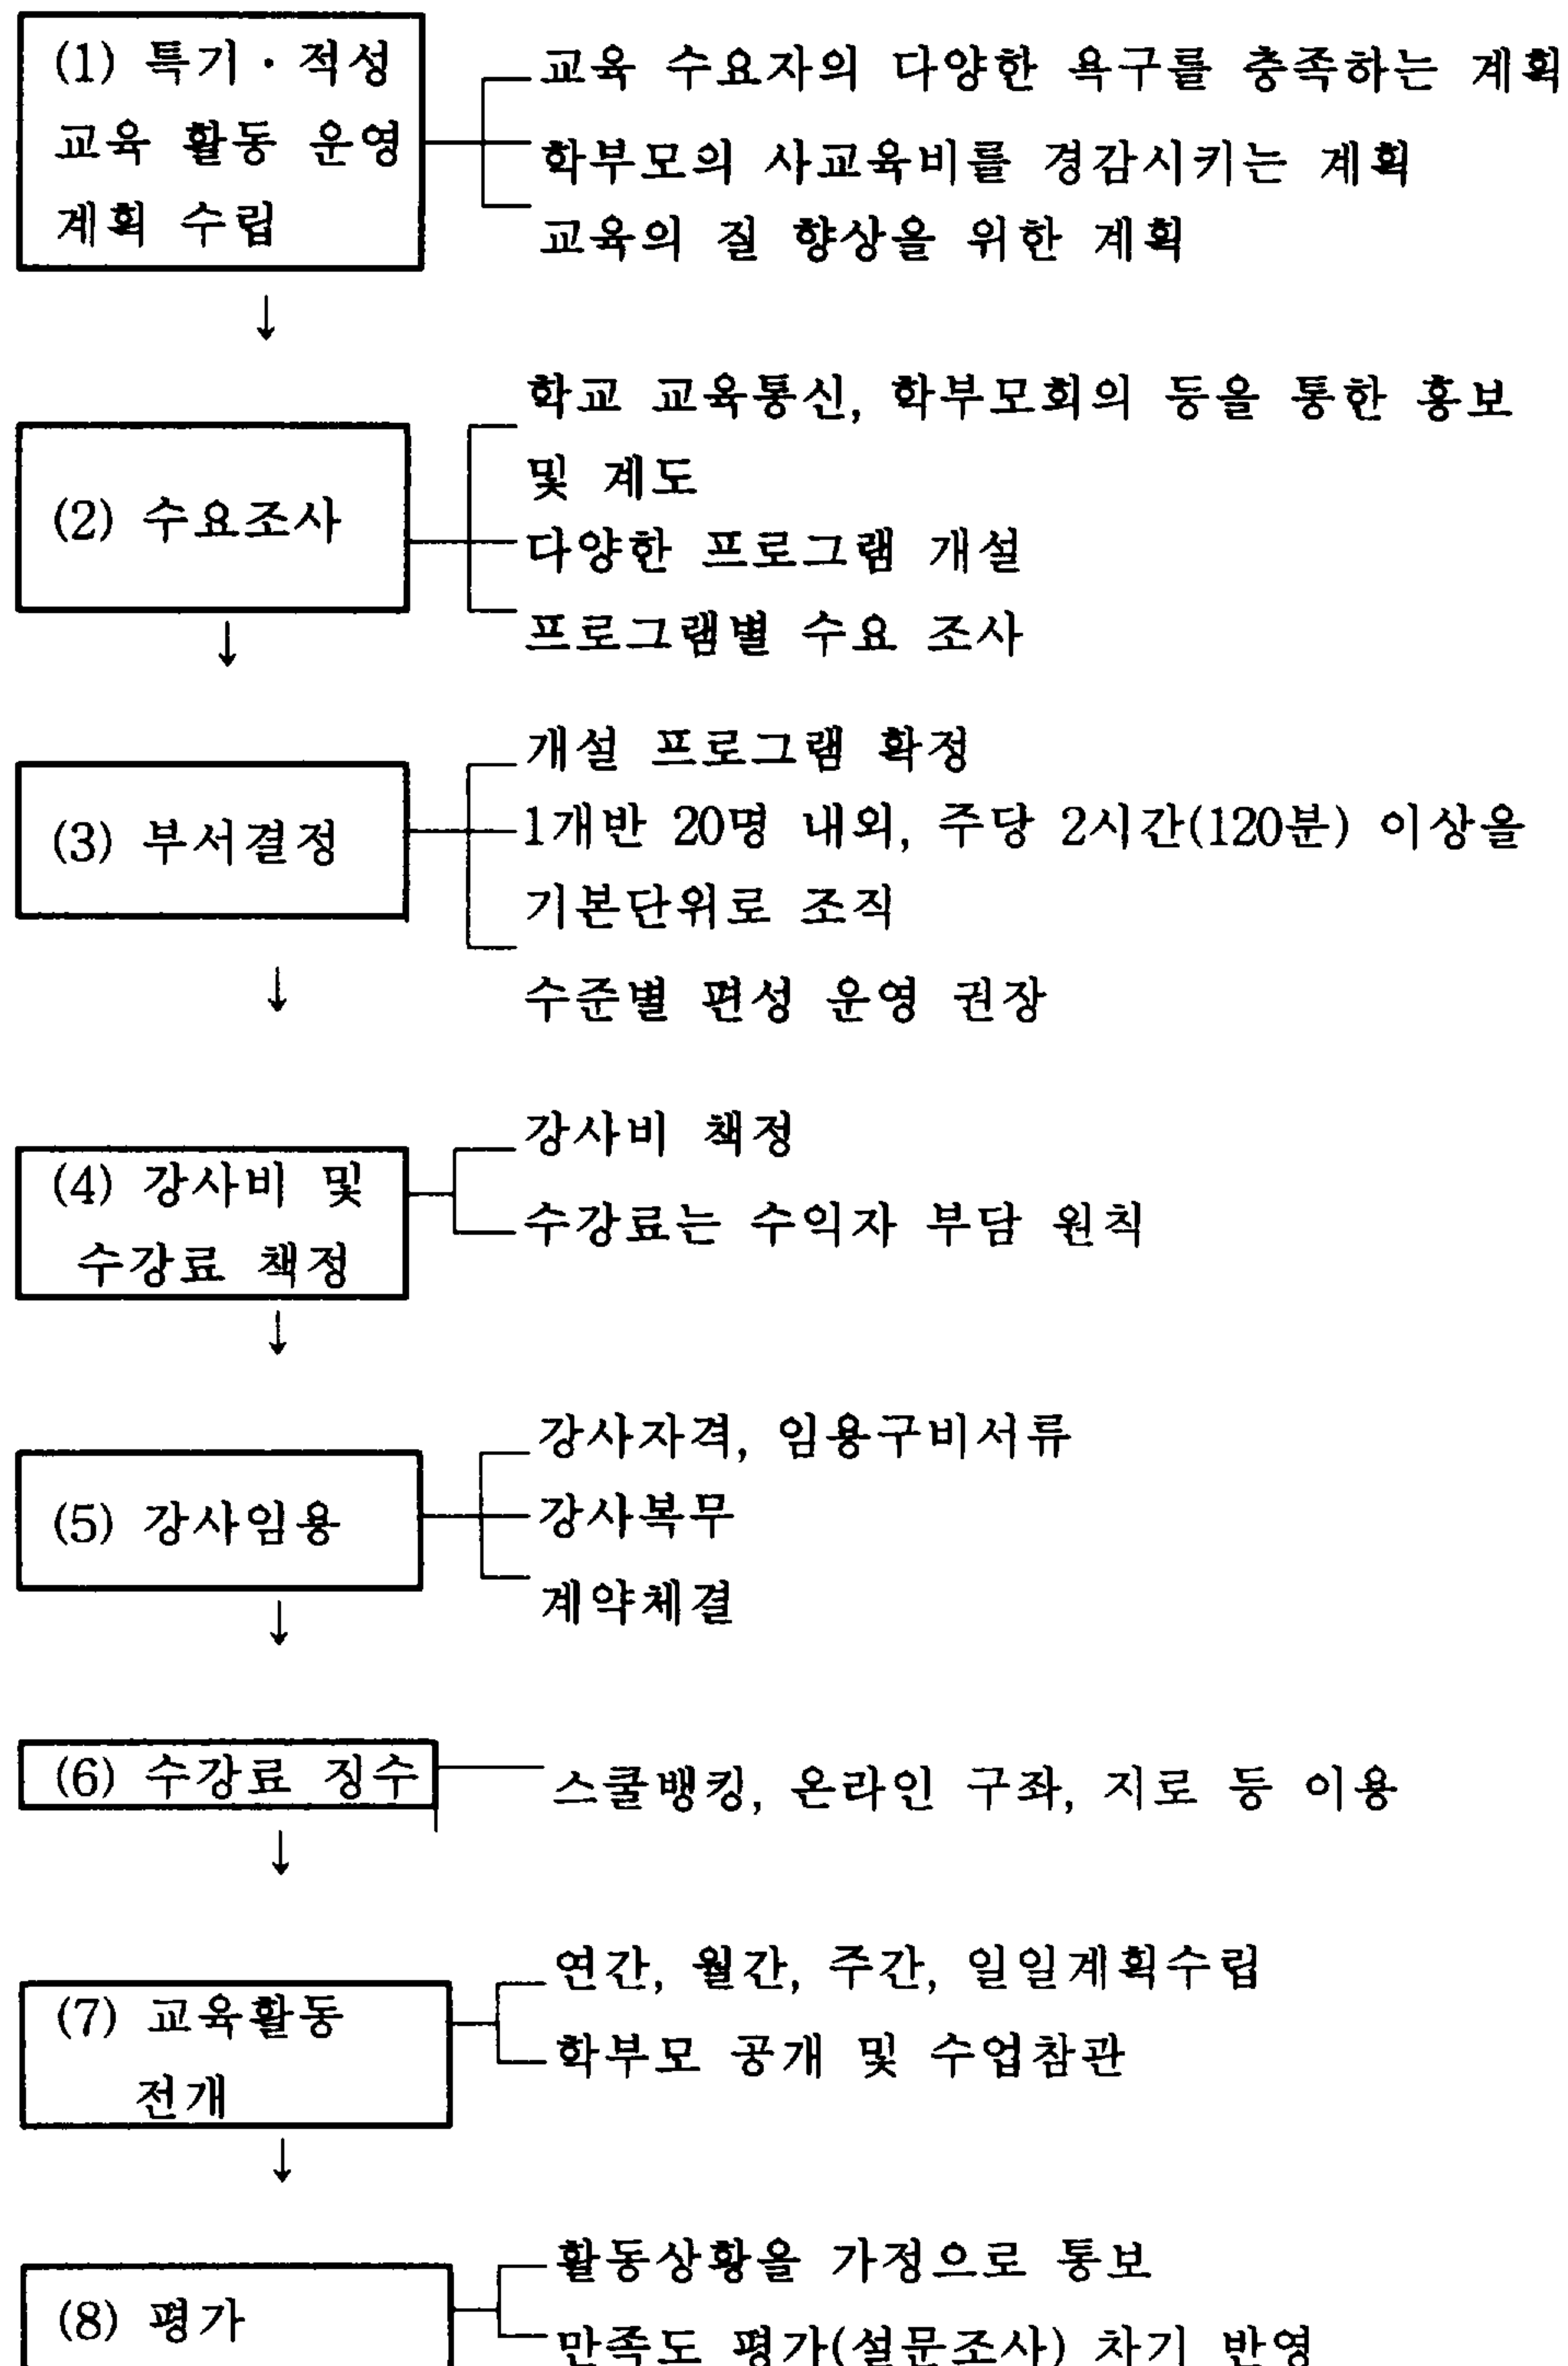 (1) 특기·적성
교육 활동 운영
계획 수립
교육 수요자의 다양한 욕구를 충족하는 계획
학부모의 사교육비를 경감시키는 계획
교육의 질 향상을 위한 계획
↓
(2) 수요조사
학교 교육통신, 학부모회의 등을 통한 홍보
및 계도
다양한 프로그램 개설
프로그램별 수요 조사
↓
(3) 부서결정
개설 프로그램 확정
1개반 20명 내외, 주당 2시간(120분) 이상을
기본단위로 조직
수준별 편성 운영 권장
↓
(4) 강사비 및
수강료 책정
강사비 책정
수강료는 수익자 부담 원칙
↓
(5) 강사임용
강사자격, 임용구비서류
강사복무
계약체결
↓
(6) 수강료 징수
스쿨뱅킹, 온라인 구좌, 지로 등 이용
↓
(7) 교육활동
전개
연간, 월간, 주간, 일일계획수립
학부모 공개 및 수업참관
↓
(8) 평가
활동상황을 가정으로 통보
만족도 평가(설문조사) 차기 반영